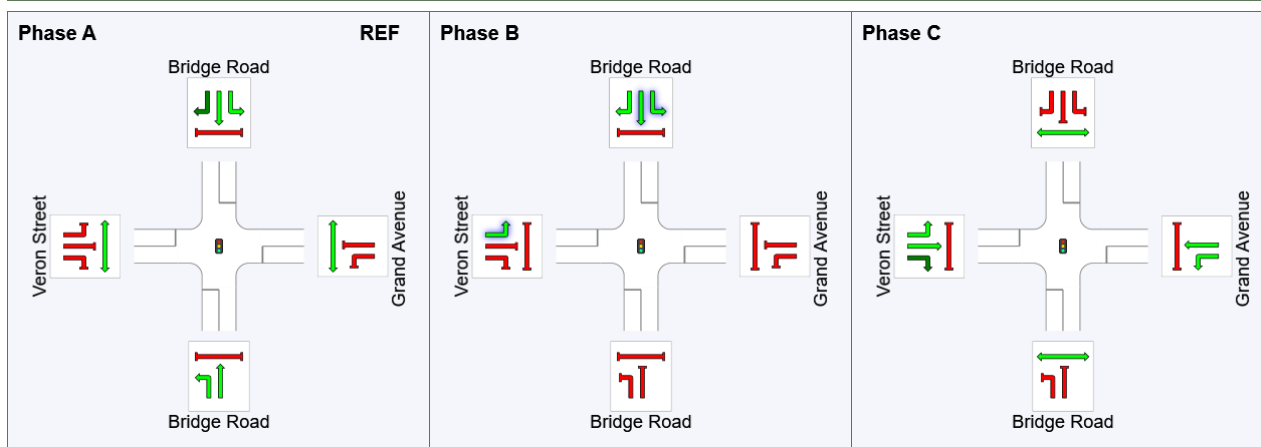 Phase A REF
Bridge Road
Veron Street
Grand Avenue
Bridge Road
Phase B
Bridge Road
Veron Street
Grand Avenue
Bridge Road
Phase C
Bridge Road
Veron Street
Grand Avenue
Bridge Road